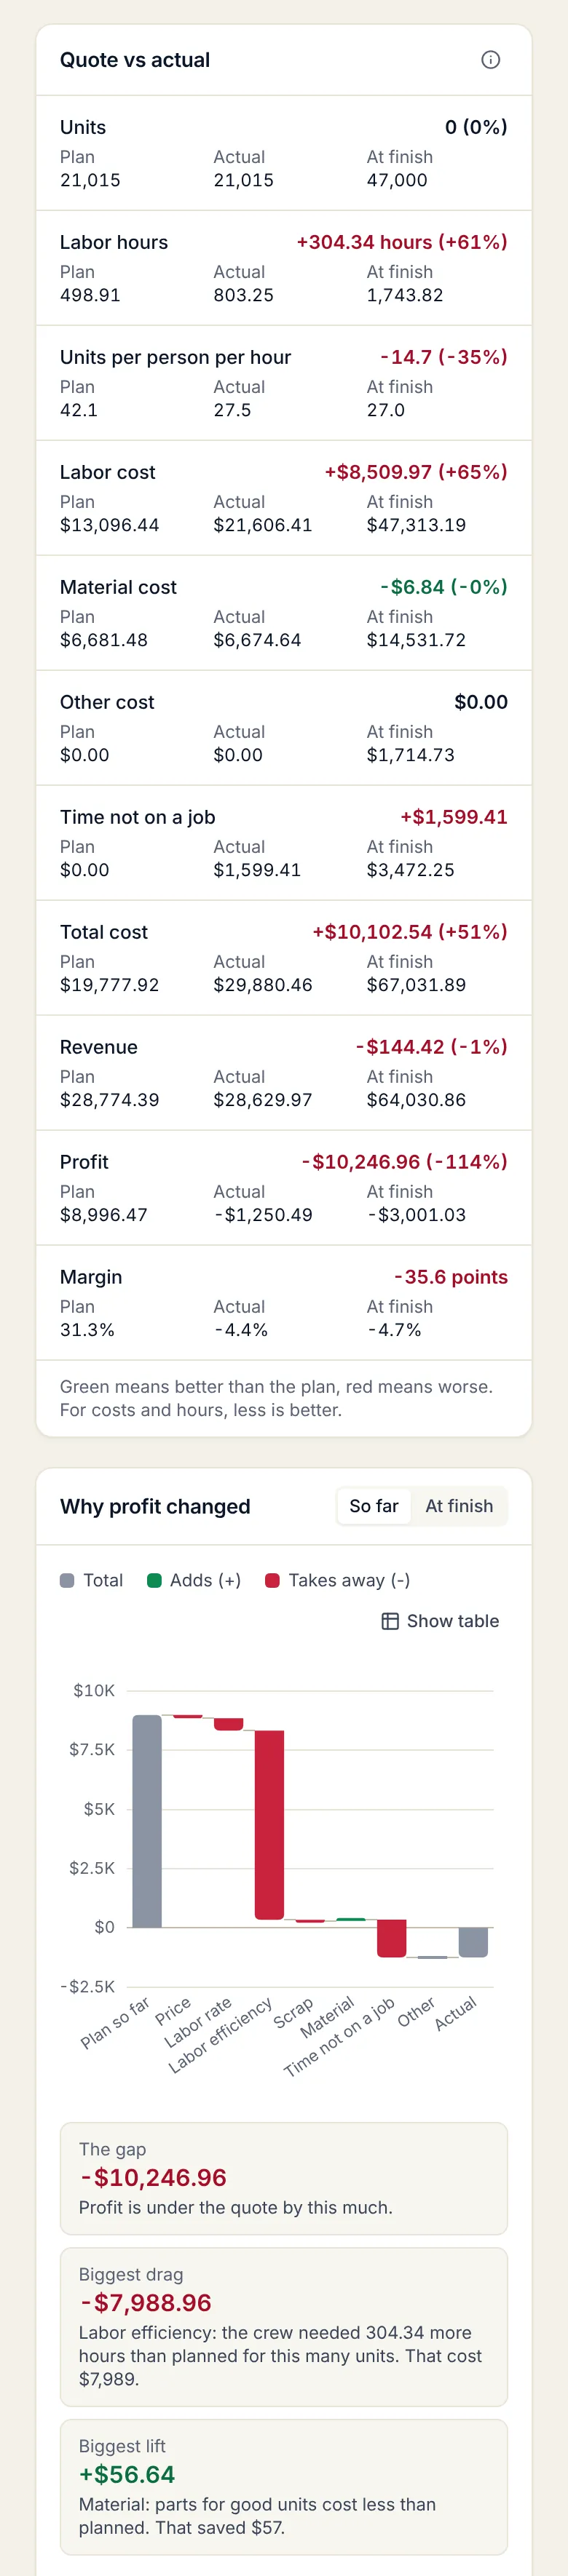 Quote vs actual
Units
0 (0%)
Plan
Actual
At finish
21,015
21,015
47,000
Labor hours
+304.34 hours (+61%)
Plan
Actual
At finish
498.91
803.25
1,743.82
Units per person per hour
-14.7 (-35%)
Plan
Actual
At finish
42.1
27.5
27.0
Labor cost
+$8,509.97 (+65%)
Plan
Actual
At finish
$13,096.44
$21,606.41
$47,313.19
Material cost
-$6.84 (-0%)
Plan
Actual
At finish
$6,681.48
$6,674.64
$14,531.72
Other cost
$0.00
Plan
Actual
At finish
$0.00
$0.00
$1,714.73
Time not on a job
+$1,599.41
Plan
Actual
At finish
$0.00
$1,599.41
$3,472.25
Total cost
+$10,102.54 (+51%)
Plan
Actual
At finish
$19,777.92
$29,880.46
$67,031.89
Revenue
-$144.42 (-1%)
Plan
Actual
At finish
$28,774.39
$28,629.97
$64,030.86
Profit
-$10,246.96 (-114%)
Plan
Actual
At finish
$8,996.47
-$1,250.49
-$3,001.03
Margin
-35.6 points
Plan
Actual
At finish
31.3%
-4.4%
-4.7%
Green means better than the plan, red means worse.
For costs and hours, less is better.
Why profit changed
So far
At finish
Total
Adds (+)
Takes away (-)
Show table
$10K
$7.5K
$5K
$2.5K
$0
-$2.5K
Plan so far
Price
Labor rate
Labor efficiency
Scrap
Material
Time not on a job
Other
Actual
The gap
-$10,246.96
Profit is under the quote by this much.
Biggest drag
-$7,988.96
Labor efficiency: the crew needed 304.34 more
hours than planned for this many units. That cost
$7,989.
Biggest lift
+$56.64
Material: parts for good units cost less than
planned. That saved $57.